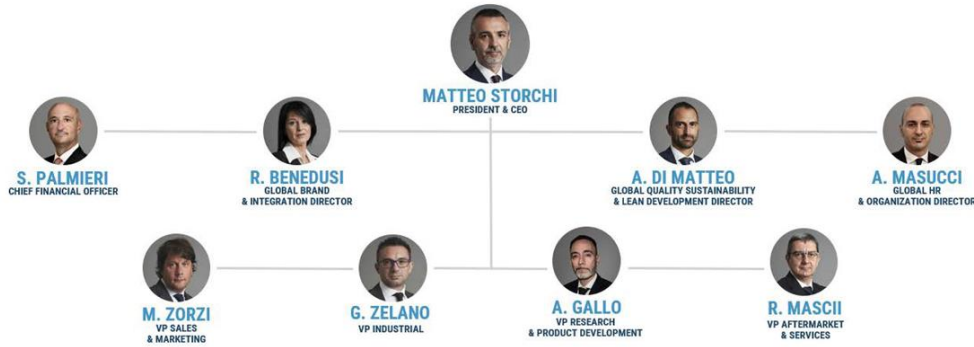 MATTEO STORCHI
PRESIDENT & CEO
S. PALMIERI
CHIEF FINANCIAL OFFICER
R. BENEDUSI
GLOBAL BRAND
& INTEGRATION DIRECTOR
A. DI MATTEO
GLOBAL QUALITY SUSTAINABILITY
& LEAN DEVELOPMENT DIRECTOR
A. MASUCCI
GLOBAL HR
& ORGANIZATION DIRECTOR
M. ZORZI
VP SALES
& MARKETING
G. ZELANO
VP INDUSTRIAL
A. GALLO
VP RESEARCH
& PRODUCT DEVELOPMENT
R. MASCII
VP AFTERMARKET
& SERVICES